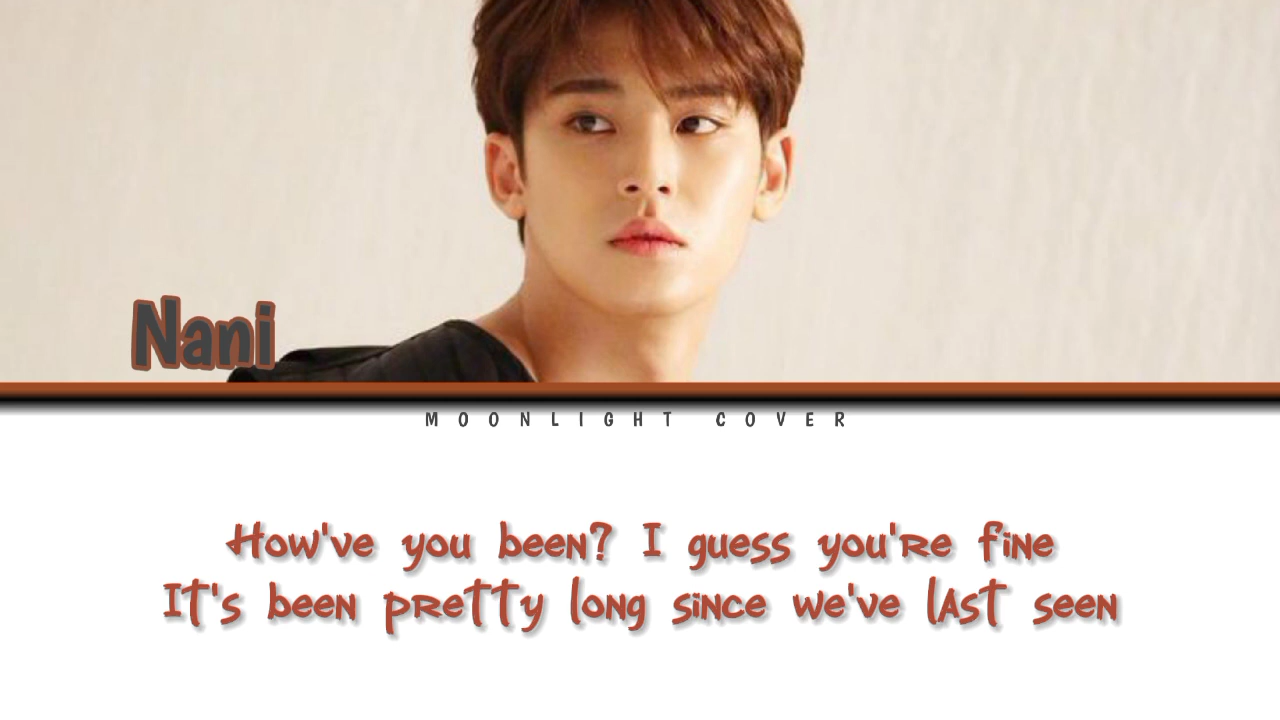 Nani
MOONLIGHT COVER
How've you been? I guess you're fine
It's been pretty long since we've last seen